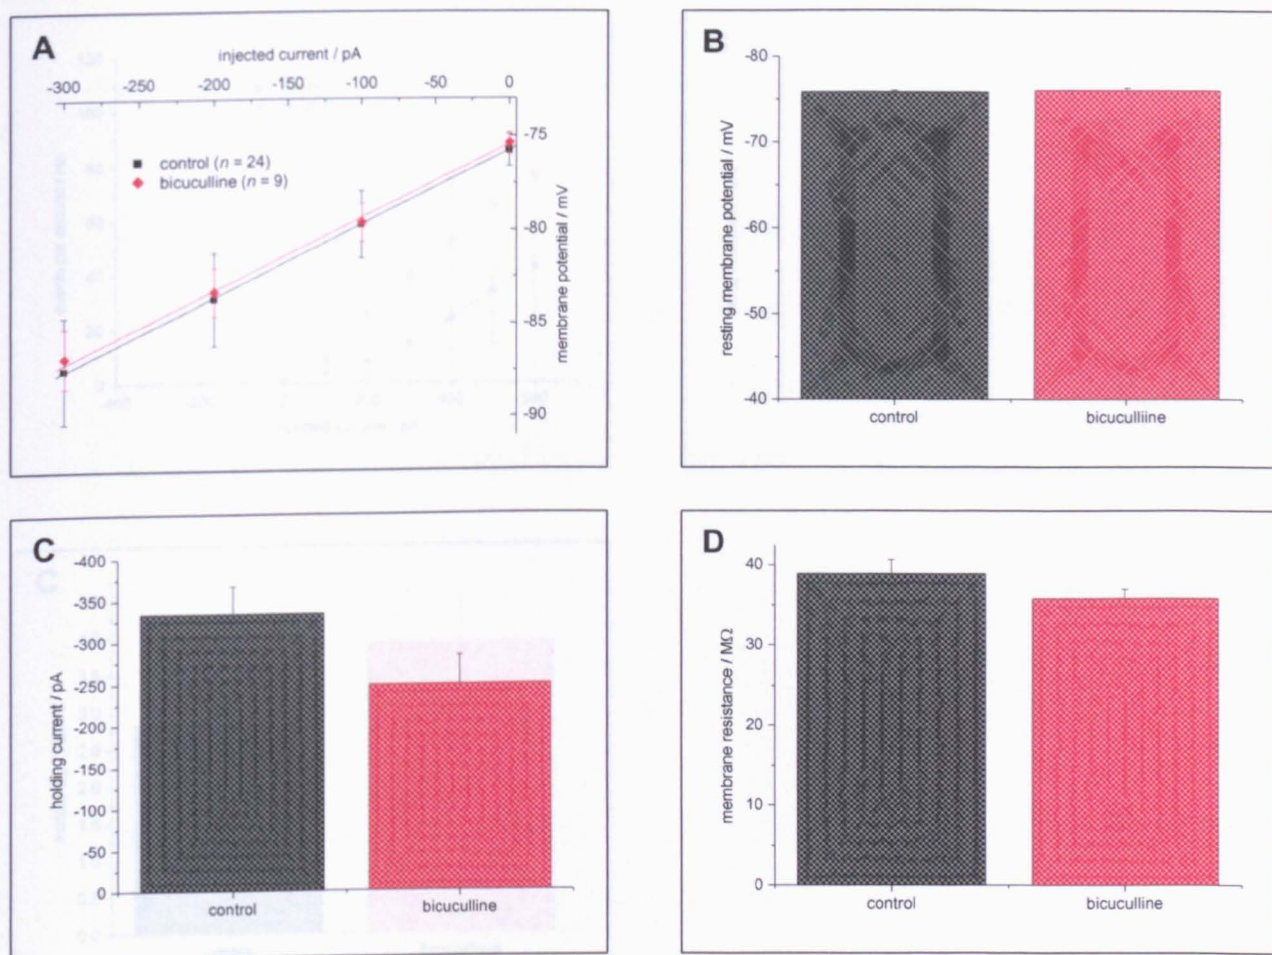 A
injected current / pA
-300 -250 -200 -150 -100 -50 0
control (n = 24)
bicuculline (n = 9)
-75
-80
-85
-90
membrane potential / mV
B
resting membrane potential / mV
-80
-70
-60
-50
-40
control bicuculliine
C
holding current / pA
-400
-350
-300
-250
-200
-150
-100
-50
0
control bicuculline
D
membrane resistance / MΩ
40
30
20
10
0
control bicuculline